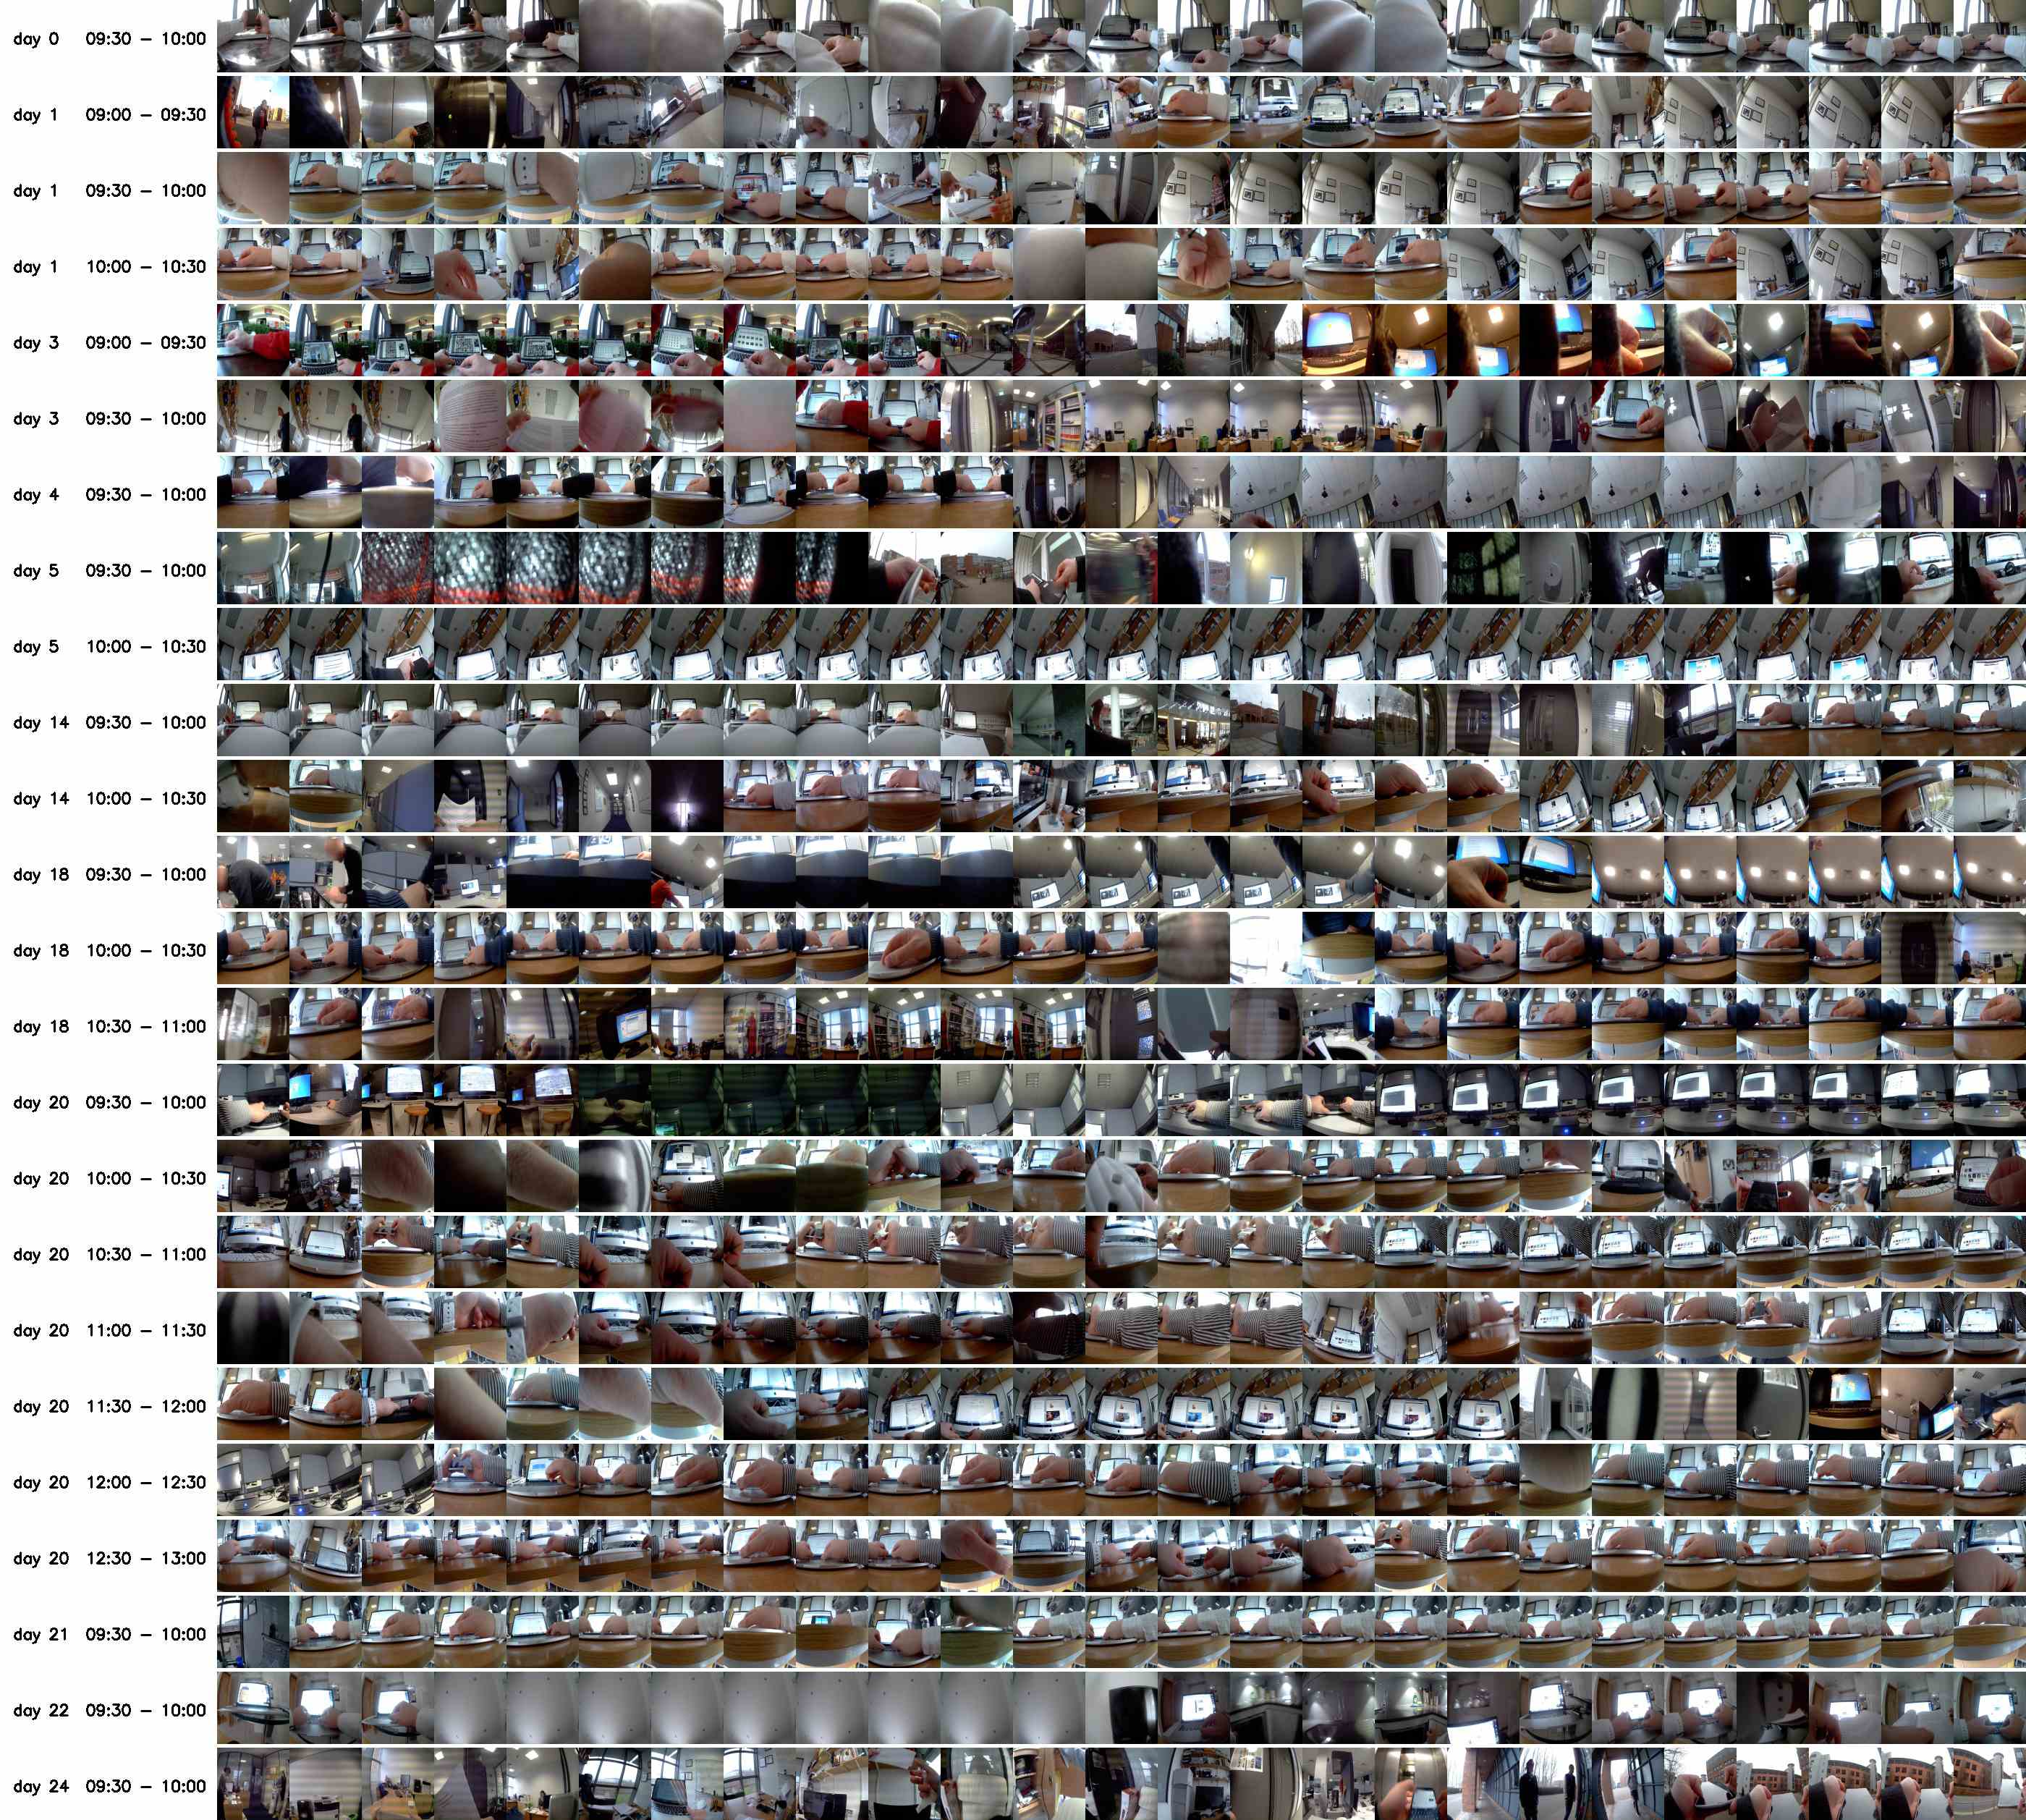 day 0 09:30 – 10:00
day 1 09:00 – 09:30
day 1 09:30 – 10:00
day 1 10:00 – 10:30
day 3 09:00 – 09:30
day 3 09:30 – 10:00
day 4 09:30 – 10:00
day 5 09:30 – 10:00
day 5 10:00 – 10:30
day 14 09:30 – 10:00
day 14 10:00 – 10:30
day 18 09:30 – 10:00
day 18 10:00 – 10:30
day 18 10:30 – 11:00
day 20 09:30 – 10:00
day 20 10:00 – 10:30
day 20 10:30 – 11:00
day 20 11:00 – 11:30
day 20 11:30 – 12:00
day 20 12:00 – 12:30
day 20 12:30 – 13:00
day 21 09:30 – 10:00
day 22 09:30 – 10:00
day 24 09:30 – 10:00